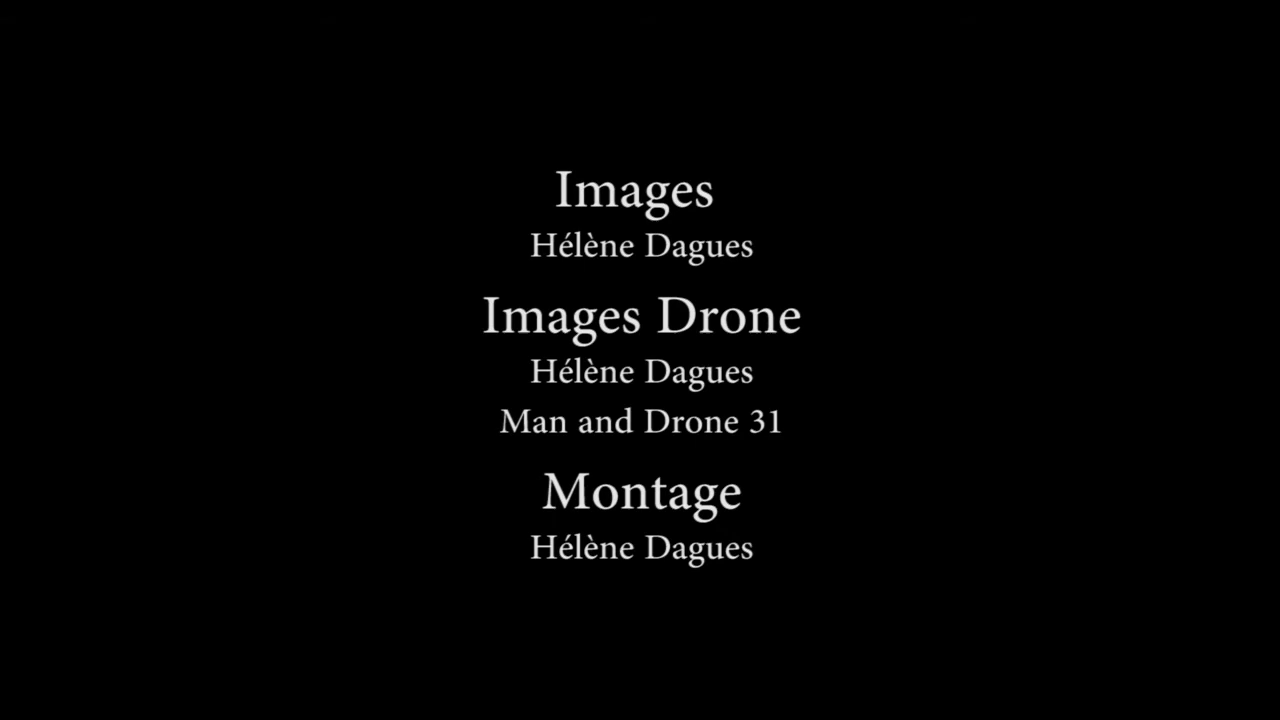 Images
Hélène Dagues
Images Drone
Hélène Dagues
Man and Drone 31
Montage
Hélène Dagues